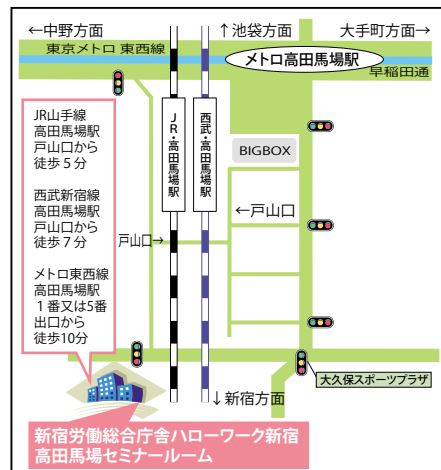 ←中野方面
↑池袋方面
大手町方面→
東京メトロ 東西線
メトロ高田馬場駅
早稲田通
JR山手線
高田馬場駅
戸山口から
徒歩5分
西武新宿線
高田馬場駅
戸山口から
徒歩7分
メトロ東西線
高田馬場駅
1番又は5番
出口から
徒歩10分
JR・高田馬場駅
西武・高田馬場駅
BIGBOX
←戸山口
戸山口→
大久保スポーツプラザ
↓新宿方面
新宿労働総合庁舎ハローワーク新宿
高田馬場セミナールーム